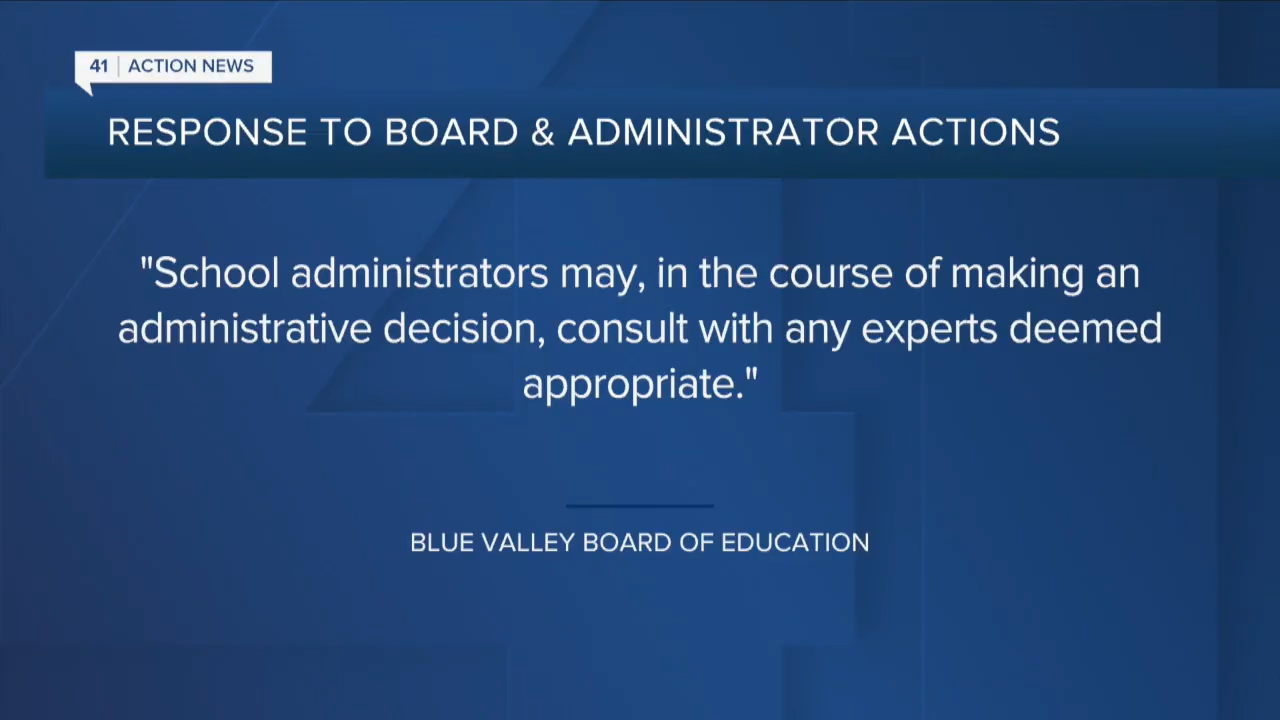 41 | ACTION NEWS
RESPONSE TO BOARD & ADMINISTRATOR ACTIONS
"School administrators may, in the course of making an
administrative decision, consult with any experts deemed
appropriate."
BLUE VALLEY BOARD OF EDUCATION